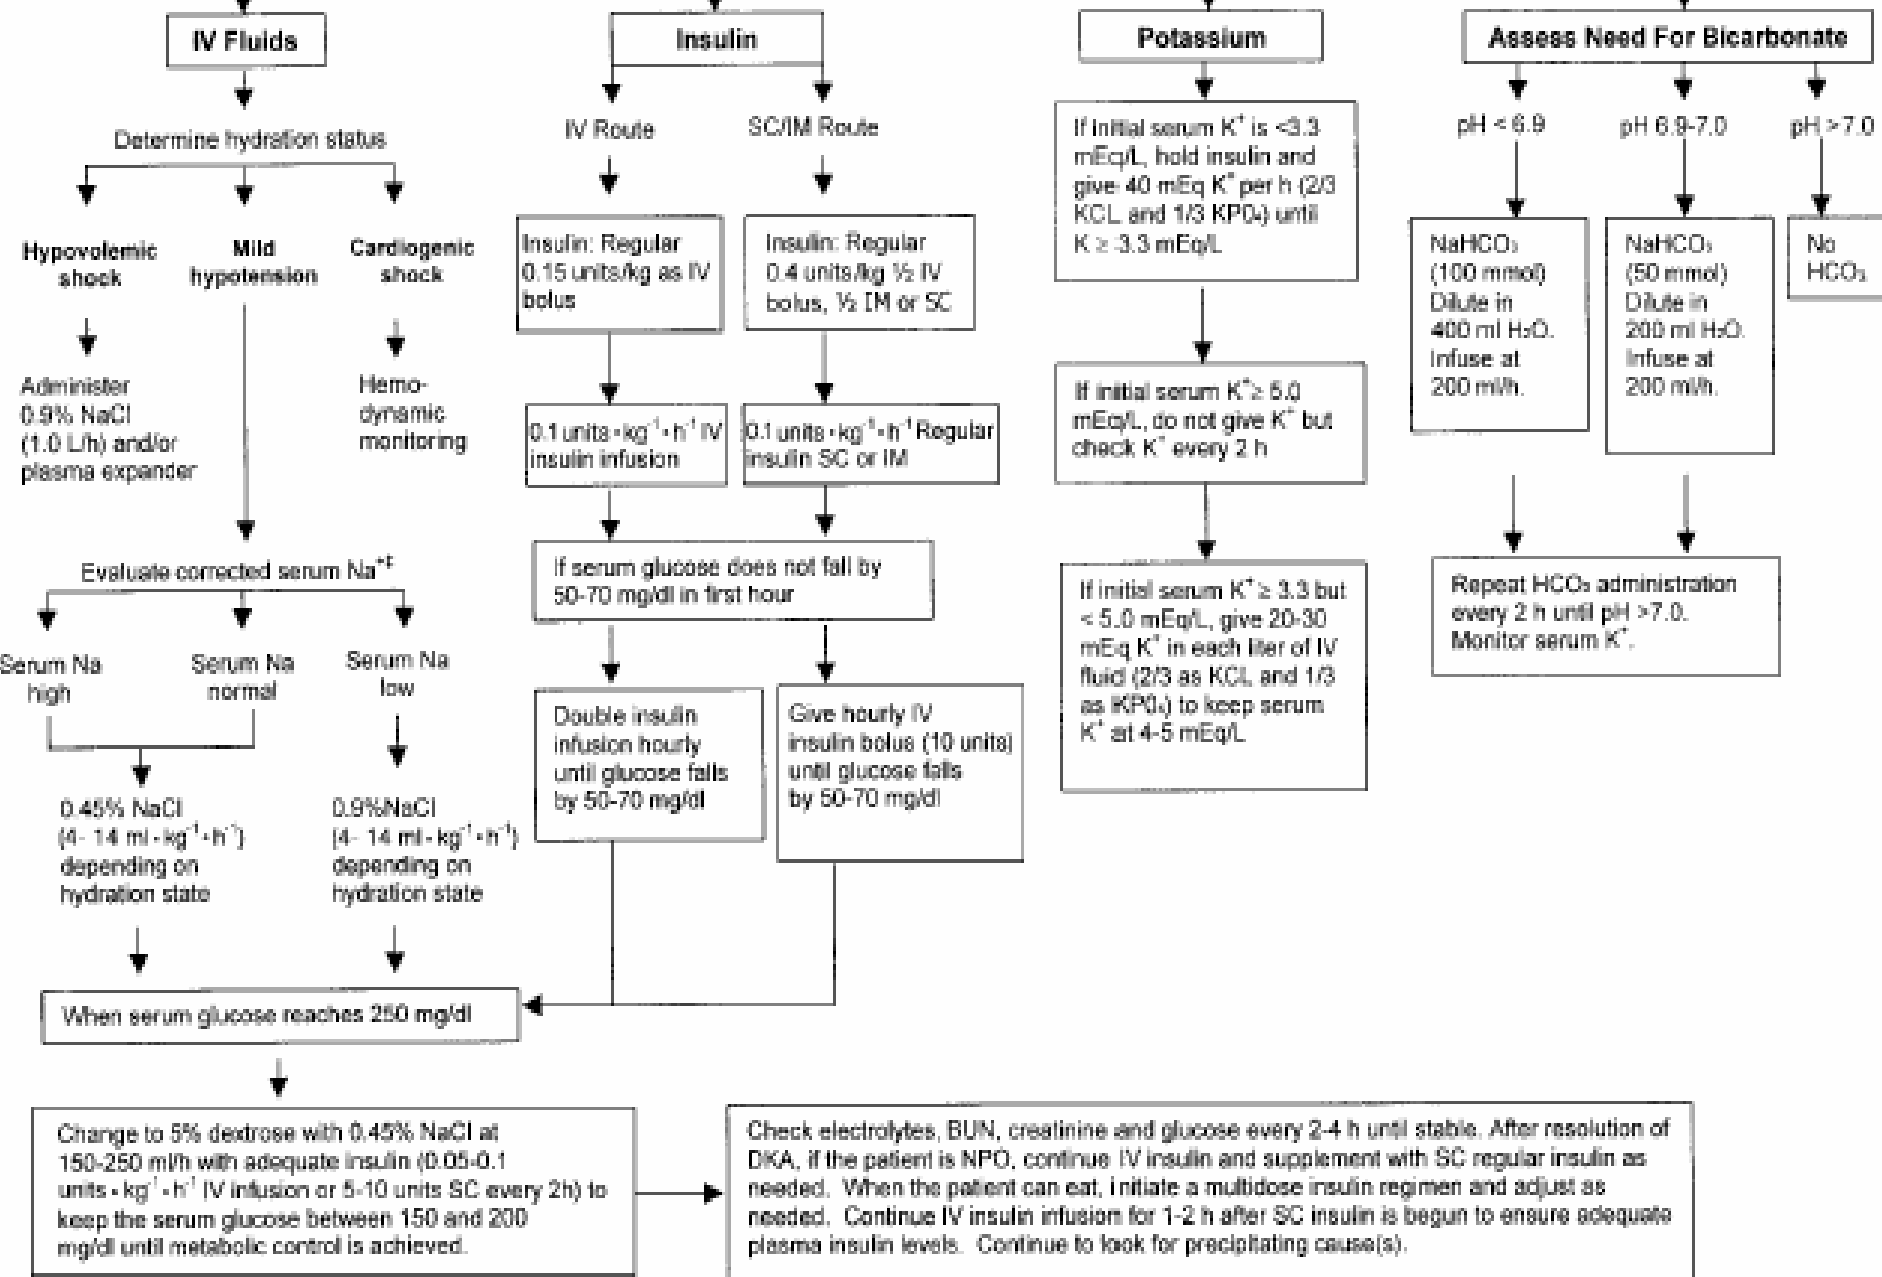 IV Fluids
Determine hydration status
Hypovolemic
shock
Mild
hypotension
Cardiogenic
shock
Administer
0.9% NaCl
(1.0 L/h) and/or
plasma expander
Hemo-
dynamic
monitoring
Evaluate corrected serum Na⁺‡
Serum Na
high
Serum Na
normal
Serum Na
low
0.45% NaCl
(4- 14 ml·kg⁻¹·h⁻¹)
depending on
hydration state
0.9%NaCl
(4- 14 ml·kg⁻¹·h⁻¹)
depending on
hydration state
When serum glucose reaches 250 mg/dl
Change to 5% dextrose with 0.45% NaCl at
150-250 ml/h with adequate insulin (0.05-0.1
units·kg⁻¹·h⁻¹ IV infusion or 5-10 units SC every 2h) to
keep the serum glucose between 150 and 200
mg/dl until metabolic control is achieved.
Insulin
IV Route
SC/IM Route
Insulin: Regular
0.15 units/kg as IV
bolus
Insulin: Regular
0.4 units/kg ½ IV
bolus, ½ IM or SC
0.1 units·kg⁻¹·h⁻¹ IV
insulin infusion
0.1 units·kg⁻¹·h⁻¹ Regular
insulin SC or IM
If serum glucose does not fall by
50-70 mg/dl in first hour
Double insulin
infusion hourly
until glucose falls
by 50-70 mg/dl
Give hourly IV
insulin bolus (10 units)
until glucose falls
by 50-70 mg/dl
Potassium
If initial serum K⁺ is <3.3
mEq/L, hold insulin and
give 40 mEq K⁺ per h (2/3
KCL and 1/3 KPO₄) until
K ≥ 3.3 mEq/L
If initial serum K⁺ ≥ 5.0
mEq/L, do not give K⁺ but
check K⁺ every 2 h
If initial serum K⁺ ≥ 3.3 but
< 5.0 mEq/L, give 20-30
mEq K⁺ in each liter of IV
fluid (2/3 as KCL and 1/3
as KPO₄) to keep serum
K⁺ at 4-5 mEq/L
Assess Need For Bicarbonate
pH < 6.9
pH 6.9-7.0
pH >7.0
NaHCO₃
(100 mmol)
Dilute in
400 ml H₂O.
Infuse at
200 ml/h.
NaHCO₃
(50 mmol)
Dilute in
200 ml H₂O.
Infuse at
200 ml/h.
No
HCO₃
Repeat HCO₃ administration
every 2 h until pH >7.0.
Monitor serum K⁺.
Check electrolytes, BUN, creatinine and glucose every 2-4 h until stable. After resolution of
DKA, if the patient is NPO, continue IV insulin and supplement with SC regular insulin as
needed. When the patient can eat, initiate a multidose insulin regimen and adjust as
needed. Continue IV insulin infusion for 1-2 h after SC insulin is begun to ensure adequate
plasma insulin levels. Continue to look for precipitating cause(s).